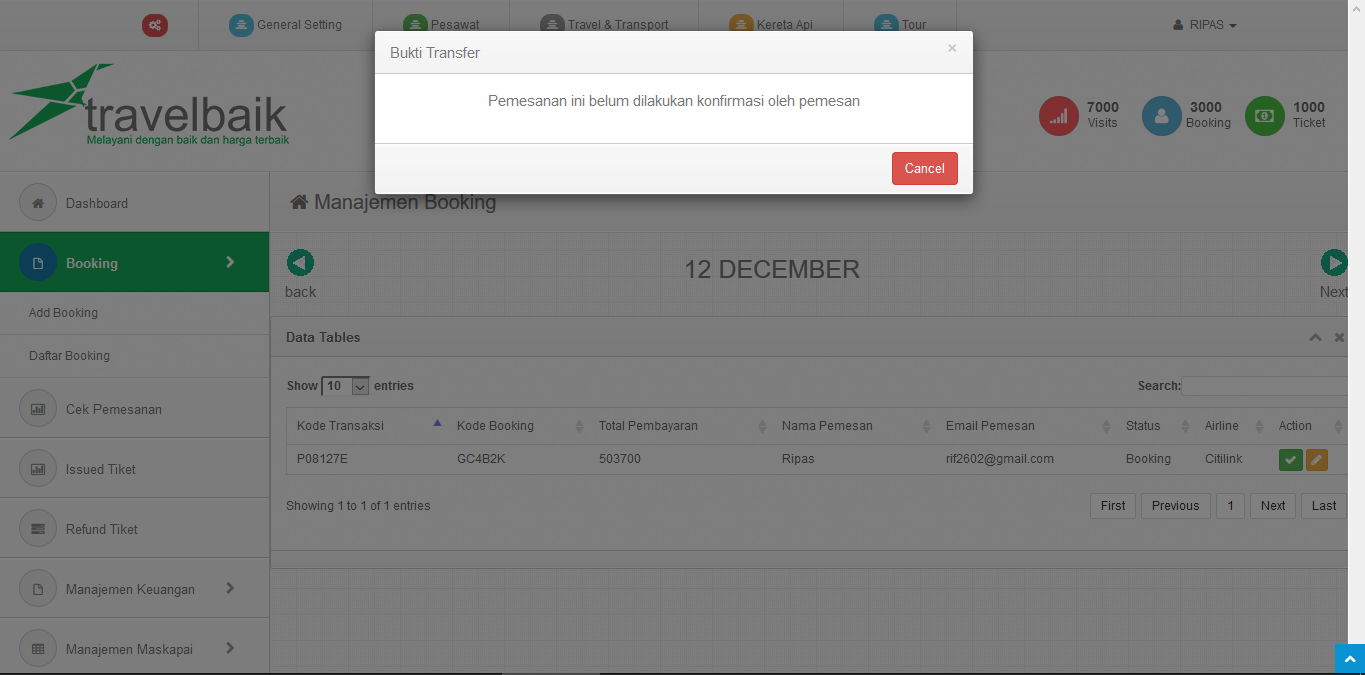 General Setting
Pesawat
Travel & Transport
Kereta Api
Tour
RIPAS
Bukti Transfer
×
Pemesanan ini belum dilakukan konfirmasi oleh pemesan
Cancel
travelbaik
Melayani dengan baik dan harga terbaik
7000
Visits
3000
Booking
1000
Ticket
Dashboard
Booking
Add Booking
Daftar Booking
Cek Pemesanan
Issued Tiket
Refund Tiket
Manajemen Keuangan
Manajemen Maskapai
Manajemen Booking
back
12 DECEMBER
Next
Data Tables
Show 10 entries
Search:
Kode Transaksi Kode Booking Total Pembayaran Nama Pemesan Email Pemesan Status Airline Action
P08127E GC4B2K 503700 Ripas rif2602@gmail.com Booking Citilink
Showing 1 to 1 of 1 entries
First Previous 1 Next Last